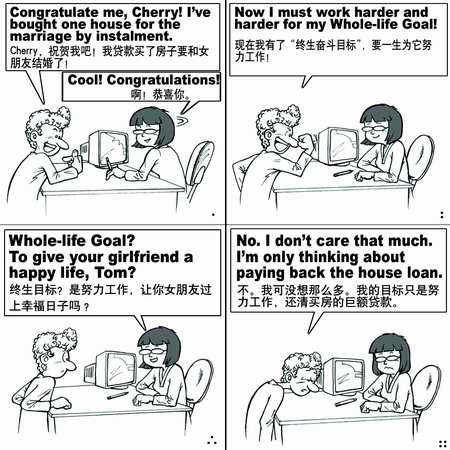 Congratulate me, Cherry! I've
bought one house for the
marriage by instalment.
Cherry，祝贺我吧！我贷款买了房子要和女
朋友结婚了！
Cool! Congratulations!
啊！恭喜你。
Now I must work harder and
harder for my Whole-life Goal!
现在我有了“终生奋斗目标”，要一生为它努
力工作！
Whole-life Goal?
To give your girlfriend a
happy life, Tom?
终生目标？是努力工作，让你女朋友过
上幸福日子吗？
No. I don't care that much.
I'm only thinking about
paying back the house loan.
不。我可没想那么多。我的目标只是努
力工作，还清买房的巨额贷款。